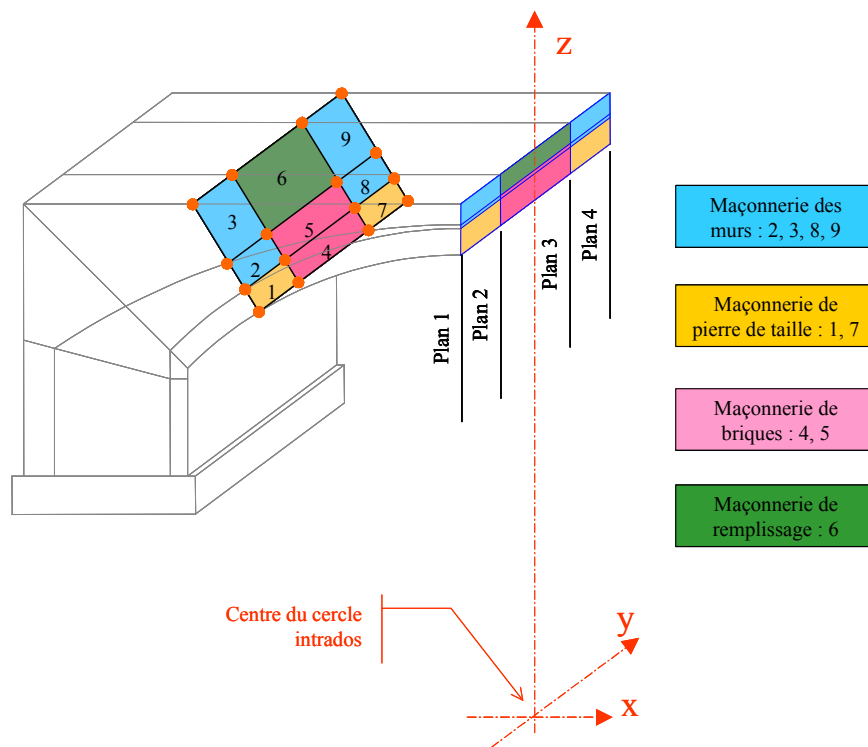 z
9
6
8
3
7
5
4
2
1
Maçonnerie des
murs : 2, 3, 8, 9
Maçonnerie de
pierre de taille : 1, 7
Maçonnerie de
briques : 4, 5
Maçonnerie de
remplissage : 6
Plan 1
Plan 2
Plan 3
Plan 4
Centre du cercle
intrados
y
x